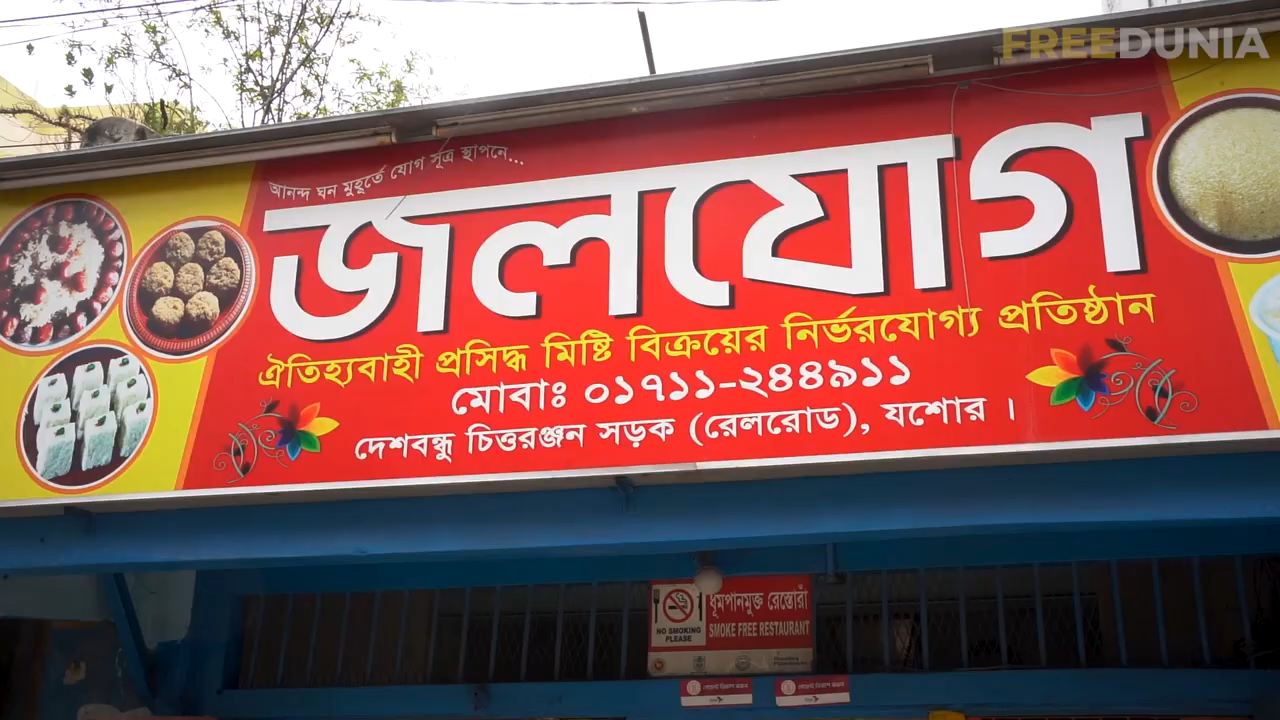 FREEDUNIA
আনন্দ ঘন মুহূর্তে যোগ সূত্র স্থাপনে...
জলযোগ
ঐতিহ্যবাহী প্রসিদ্ধ মিষ্টি বিক্রয়ের নির্ভরযোগ্য প্রতিষ্ঠান
মোবাঃ ০১৭১১-২৪৪৯১১
দেশবন্ধু চিত্তরঞ্জন সড়ক (রেলরোড), যশোর ।
ধূমপানমুক্ত রেস্তোরাঁ
SMOKE FREE RESTAURANT
NO SMOKING
PLEASE